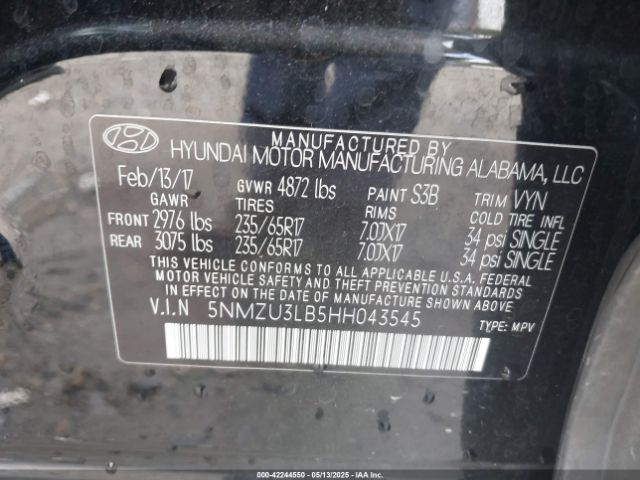 MANUFACTURED BY
HYUNDAI MOTOR MANUFACTURING ALABAMA, LLC
Feb/13/17 GVWR 4872 lbs PAINT S3B TRIM VYN
GAWR TIRES RIMS COLD TIRE INFL
FRONT 2976 lbs 235/65R17 7.0JX17 34 psi SINGLE
REAR 3075 lbs 235/65R17 7.0JX17 34 psi SINGLE
THIS VEHICLE CONFORMS TO ALL APPLICABLE U.S.A. FEDERAL
MOTOR VEHICLE SAFETY AND THEFT PREVENTION STANDARDS
IN EFFECT ON THE DATE OF MANUFACTURE SHOWN ABOVE
V.I.N 5NMZU3LB5HH043545 TYPE: MPV
000-42244550 05/13/2025 IAAI.COM